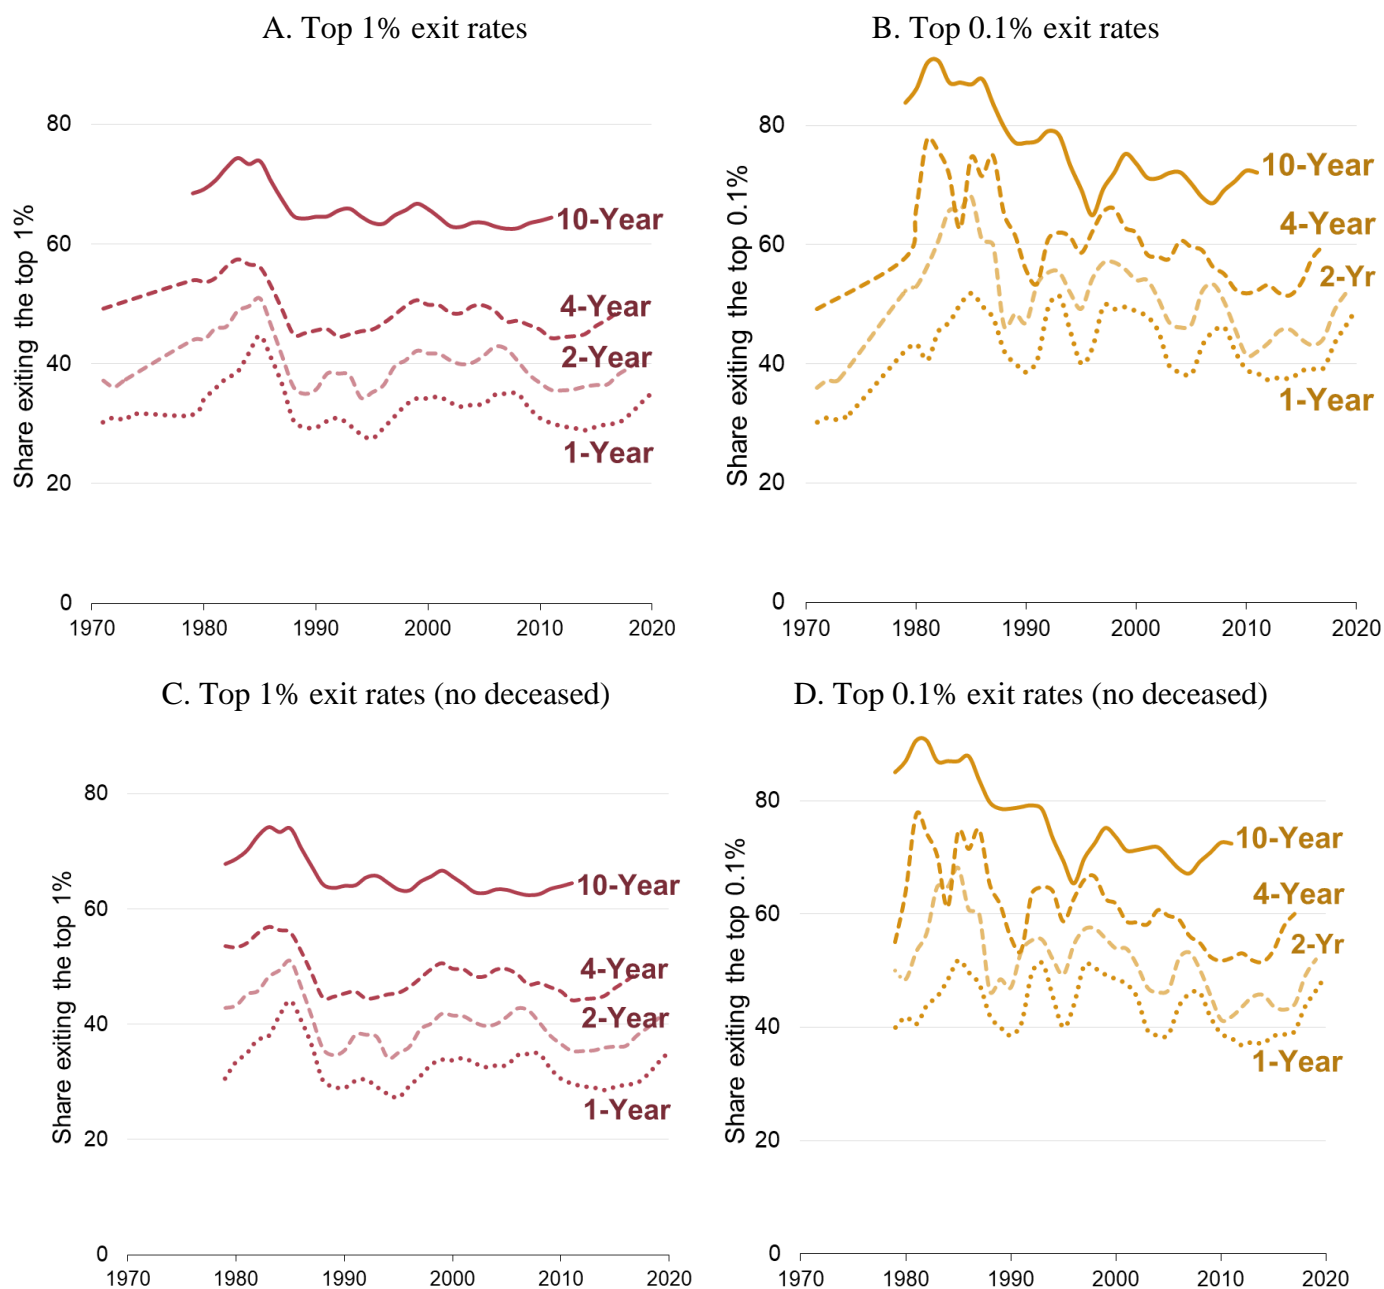 A. Top 1% exit rates
Share exiting the top 1%
80
60
40
20
0
1970 1980 1990 2000 2010 2020
10-Year
4-Year
2-Year
1-Year
B. Top 0.1% exit rates
Share exiting the top 0.1%
80
60
40
20
0
1970 1980 1990 2000 2010 2020
10-Year
4-Year
2-Yr
1-Year
C. Top 1% exit rates (no deceased)
Share exiting the top 1%
80
60
40
20
0
1970 1980 1990 2000 2010 2020
10-Year
4-Year
2-Year
1-Year
D. Top 0.1% exit rates (no deceased)
Share exiting the top 0.1%
80
60
40
20
0
1970 1980 1990 2000 2010 2020
10-Year
4-Year
2-Yr
1-Year